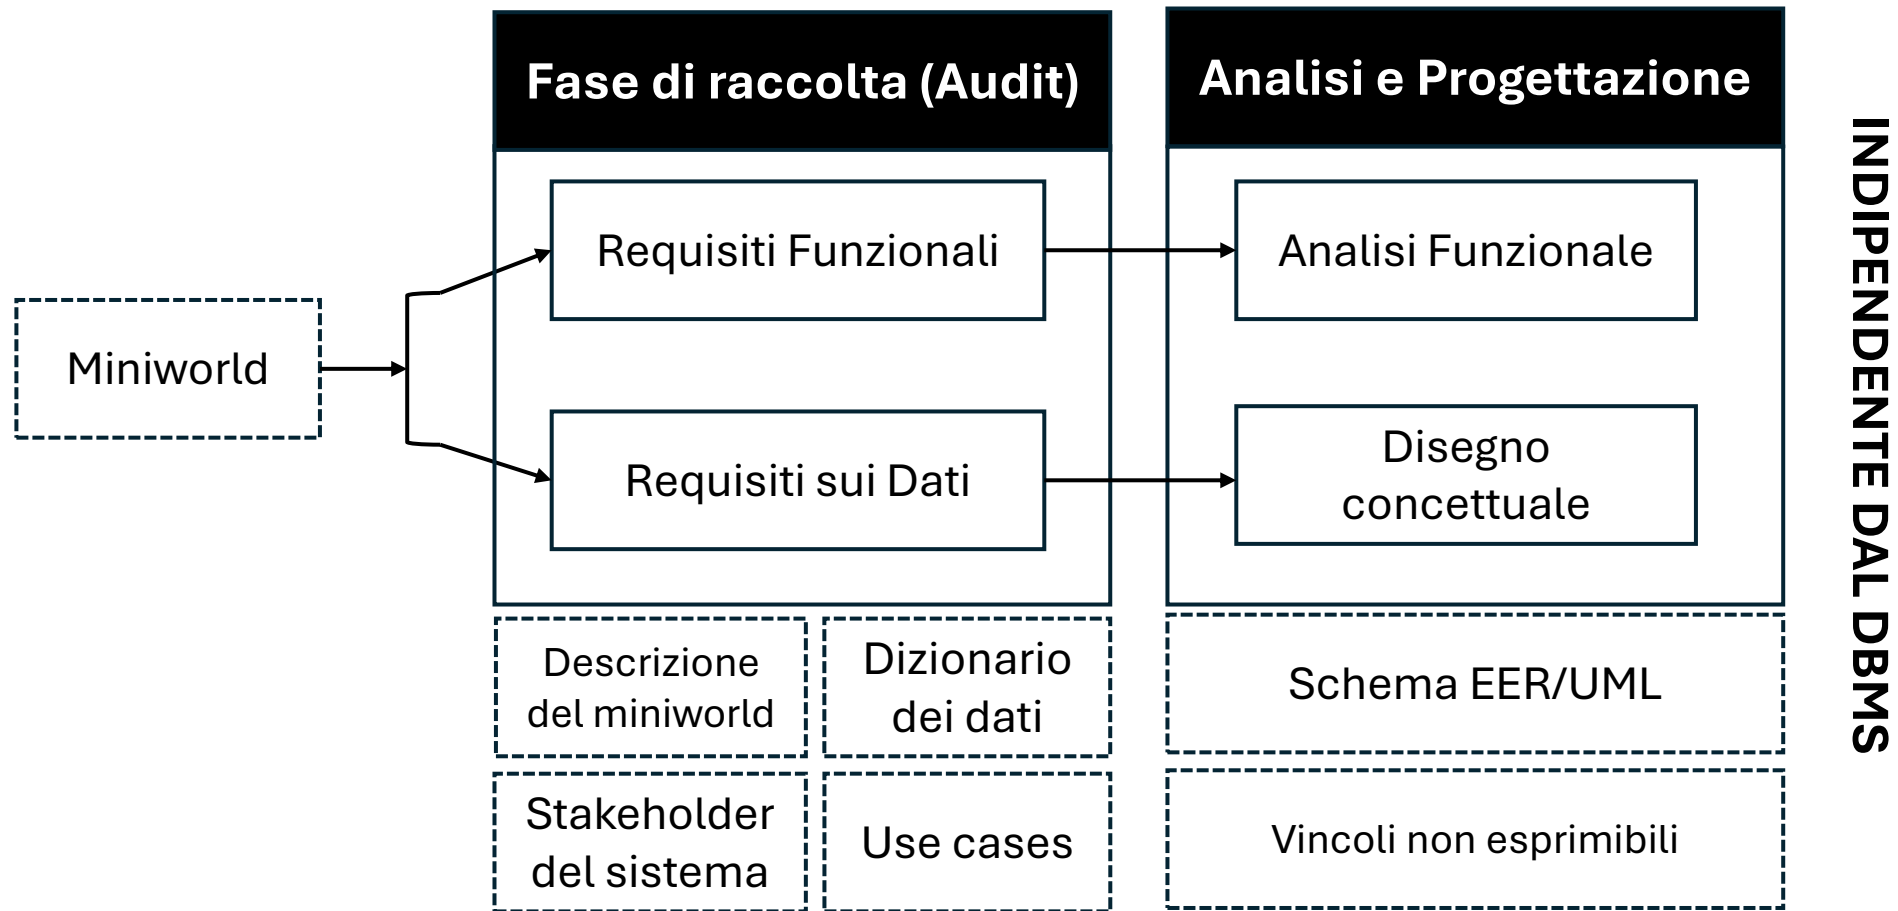 Fase di raccolta (Audit)
Analisi e Progettazione
Miniworld
Requisiti Funzionali
Analisi Funzionale
Requisiti sui Dati
Disegno
concettuale
Descrizione
del miniworld
Dizionario
dei dati
Schema EER/UML
Stakeholder
del sistema
Use cases
Vincoli non esprimibili
INDIPENDENTE DAL DBMS